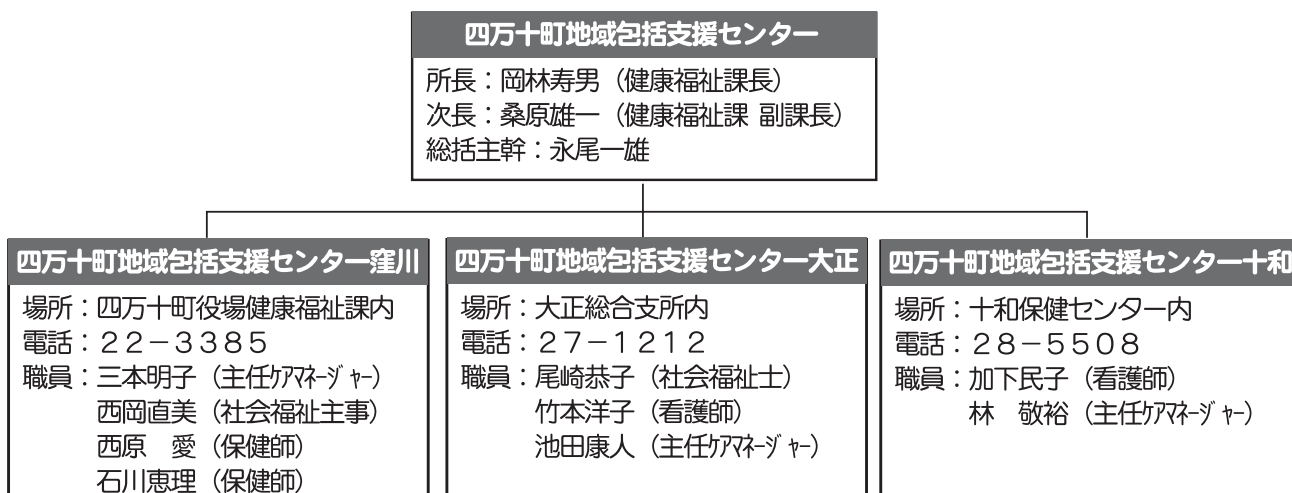 四万十町地域包括支援センター
所長：岡林寿男（健康福祉課長）
次長：桑原雄一（健康福祉課 副課長）
総括主幹：永尾一雄
四万十町地域包括支援センター窪川
場所：四万十町役場健康福祉課内
電話：２２－３３８５
職員：三本明子（主任ｹｱﾏﾈｰｼﾞｬｰ）
西岡直美（社会福祉主事）
西原　愛（保健師）
石川恵理（保健師）
四万十町地域包括支援センター大正
場所：大正総合支所内
電話：２７－１２１２
職員：尾崎恭子（社会福祉士）
竹本洋子（看護師）
池田康人（主任ｹｱﾏﾈｰｼﾞｬｰ）
四万十町地域包括支援センター十和
場所：十和保健センター内
電話：２８－５５０８
職員：加下民子（看護師）
林　敬裕（主任ｹｱﾏﾈｰｼﾞｬｰ）